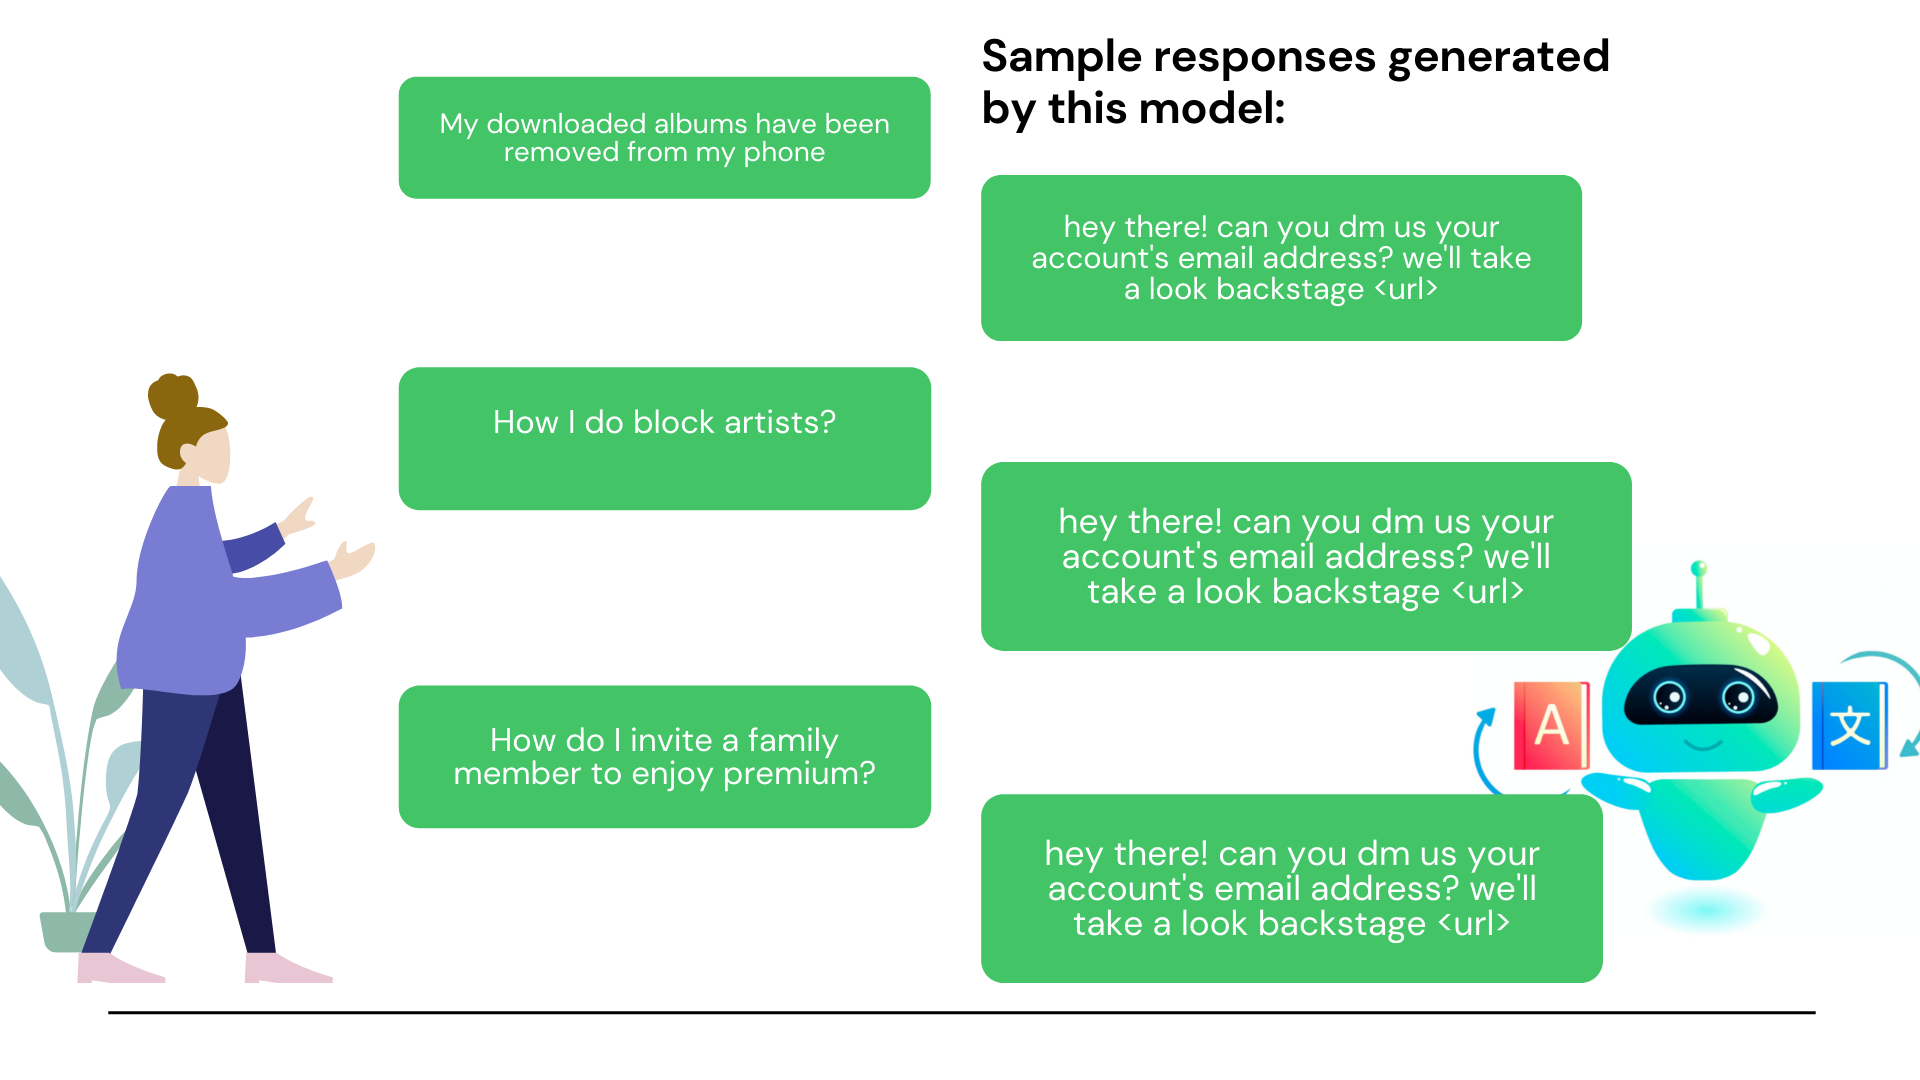 Sample responses generated
by this model:
My downloaded albums have been
removed from my phone
hey there! can you dm us your
account's email address? we'll take
a look backstage <url>
How I do block artists?
hey there! can you dm us your
account's email address? we'll
take a look backstage <url>
How do I invite a family
member to enjoy premium?
hey there! can you dm us your
account's email address? we'll
take a look backstage <url>
A
文